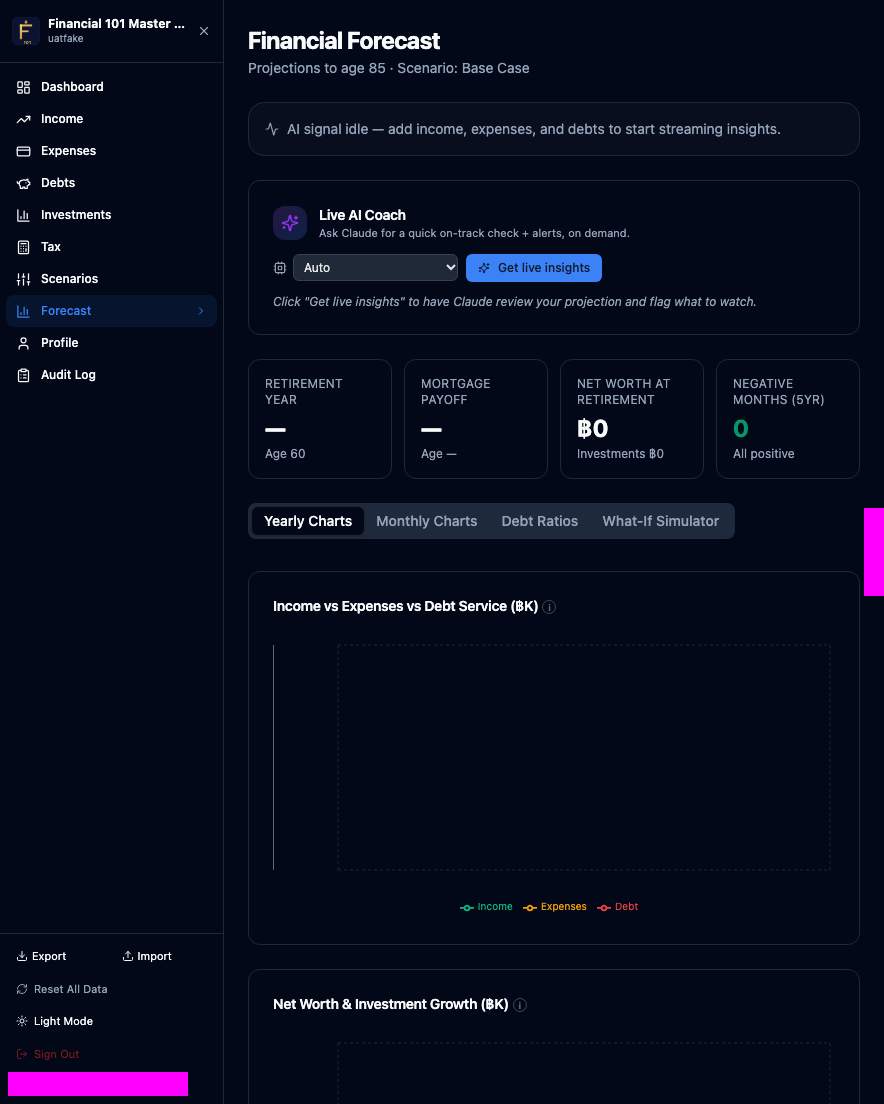 Financial 101 Master ...
uatfake
Dashboard
Income
Expenses
Debts
Investments
Tax
Scenarios
Forecast
Profile
Audit Log
Export
Import
Reset All Data
Light Mode
Sign Out
Financial Forecast
Projections to age 85 · Scenario: Base Case
AI signal idle — add income, expenses, and debts to start streaming insights.
Live AI Coach
Ask Claude for a quick on-track check + alerts, on demand.
Auto
Get live insights
Click "Get live insights" to have Claude review your projection and flag what to watch.
RETIREMENT
YEAR
—
Age 60
MORTGAGE
PAYOFF
—
Age —
NET WORTH AT
RETIREMENT
฿0
Investments ฿0
NEGATIVE
MONTHS (5YR)
0
All positive
Yearly Charts
Monthly Charts
Debt Ratios
What-If Simulator
Income vs Expenses vs Debt Service (฿K)
Income
Expenses
Debt
Net Worth & Investment Growth (฿K)